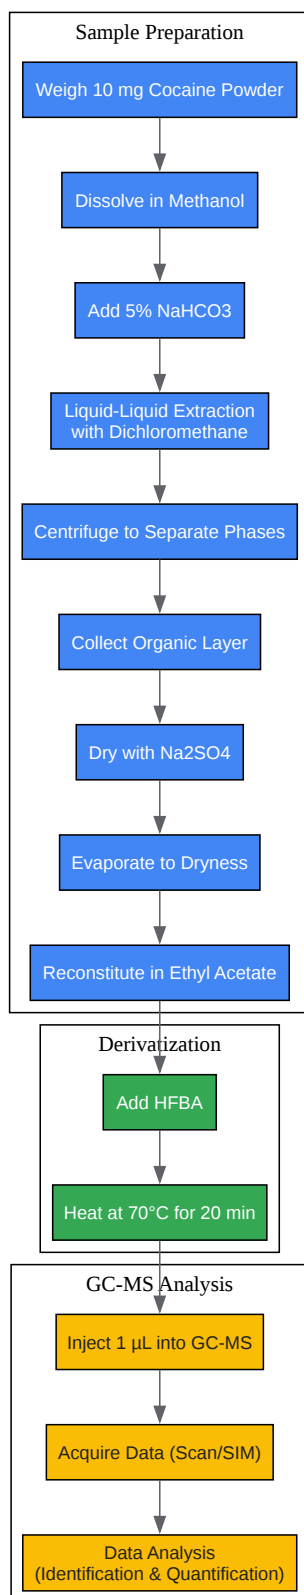 Sample Preparation
Weigh 10 mg Cocaine Powder
Dissolve in Methanol
Add 5% NaHCO3
Liquid-Liquid Extraction
with Dichloromethane
Centrifuge to Separate Phases
Collect Organic Layer
Dry with Na2SO4
Evaporate to Dryness
Reconstitute in Ethyl Acetate
Derivatization
Add HFBA
Heat at 70°C for 20 min
GC-MS Analysis
Inject 1 µL into GC-MS
Acquire Data (Scan/SIM)
Data Analysis
(Identification & Quantification)